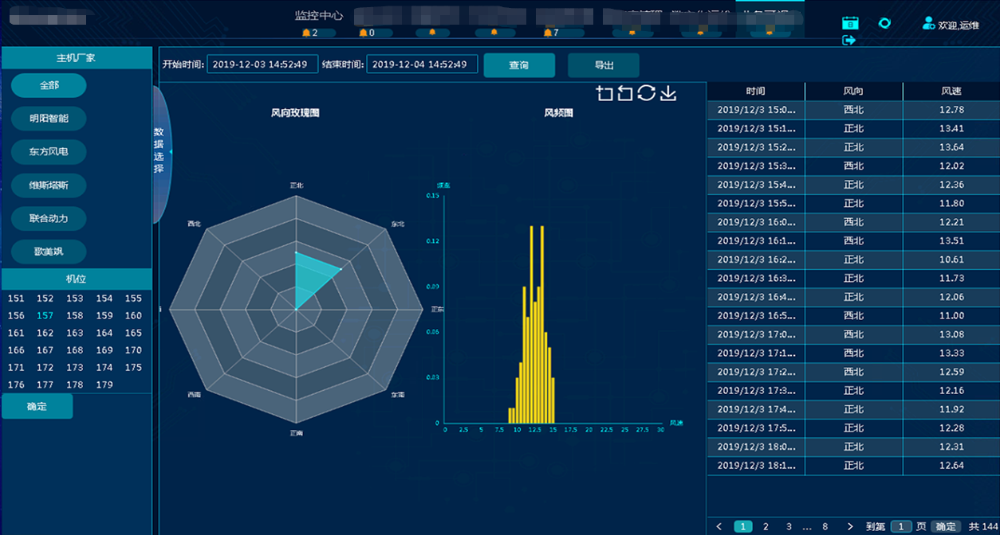 监控中心
2 0 7
欢迎,运维
主机厂家
全部
明阳智能
东方风电
维斯塔斯
联合动力
歌美飒
机位
151 152 153 154 155
156 157 158 159 160
161 162 163 164 165
166 167 168 169 170
171 172 173 174 175
176 177 178 179
确定
数据选择
开始时间: 2019-12-03 14:52:49 结束时间: 2019-12-04 14:52:49 查询 导出
风向玫瑰图
正北
东北
正东
东南
正南
西南
西北
风频图
频率
0.15
0.12
0.09
0.06
0.03
0
0 2.5 5 7.5 10 12.5 15 17.5 20 22.5 25 27.5 30
风速
时间 风向 风速
2019/12/3 15:0... 西北 12.78
2019/12/3 15:1... 正北 13.41
2019/12/3 15:2... 正北 13.64
2019/12/3 15:3... 西北 12.02
2019/12/3 15:4... 正北 12.36
2019/12/3 15:5... 正北 11.80
2019/12/3 16:0... 西北 12.21
2019/12/3 16:1... 西北 13.51
2019/12/3 16:2... 正北 10.61
2019/12/3 16:3... 正北 11.73
2019/12/3 16:4... 正北 12.06
2019/12/3 16:5... 西北 11.00
2019/12/3 17:0... 西北 13.08
2019/12/3 17:1... 西北 13.33
2019/12/3 17:2... 西北 12.59
2019/12/3 17:3... 正北 12.16
2019/12/3 17:4... 正北 11.92
2019/12/3 17:5... 正北 12.28
2019/12/3 18:0... 正北 12.31
2019/12/3 18:1... 正北 12.64
< 1 2 3 ... 8 > 到第 1 页 确定 共 144